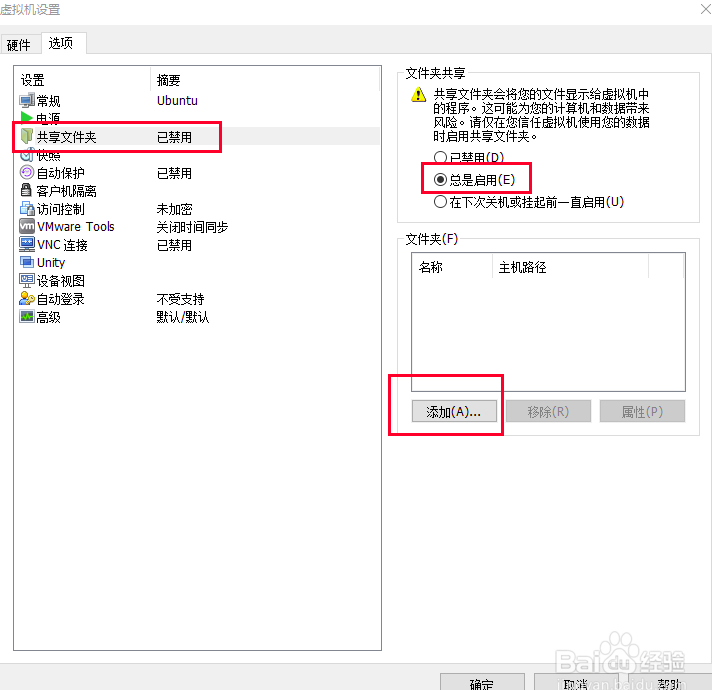 虚拟机设置
硬件 选项
设置 摘要
常规 Ubuntu
电源
共享文件夹 已禁用
快照
自动保护 已禁用
客户机隔离
访问控制 未加密
VMware Tools 关闭时间同步
VNC 连接 已禁用
Unity
设备视图
自动登录 不受支持
高级 默认/默认
文件夹共享
共享文件夹会将您的文件显示给虚拟机中
的程序。这可能为您的计算机和数据带来
风险。请仅在您信任虚拟机使用您的数据
时启用共享文件夹。
已禁用(D)
总是启用(E)
在下次关机或挂起前一直启用(U)
文件夹(F)
名称 主机路径
添加(A)... 移除(R) 属性(P)
确定 取消 帮助
Baidu 经验